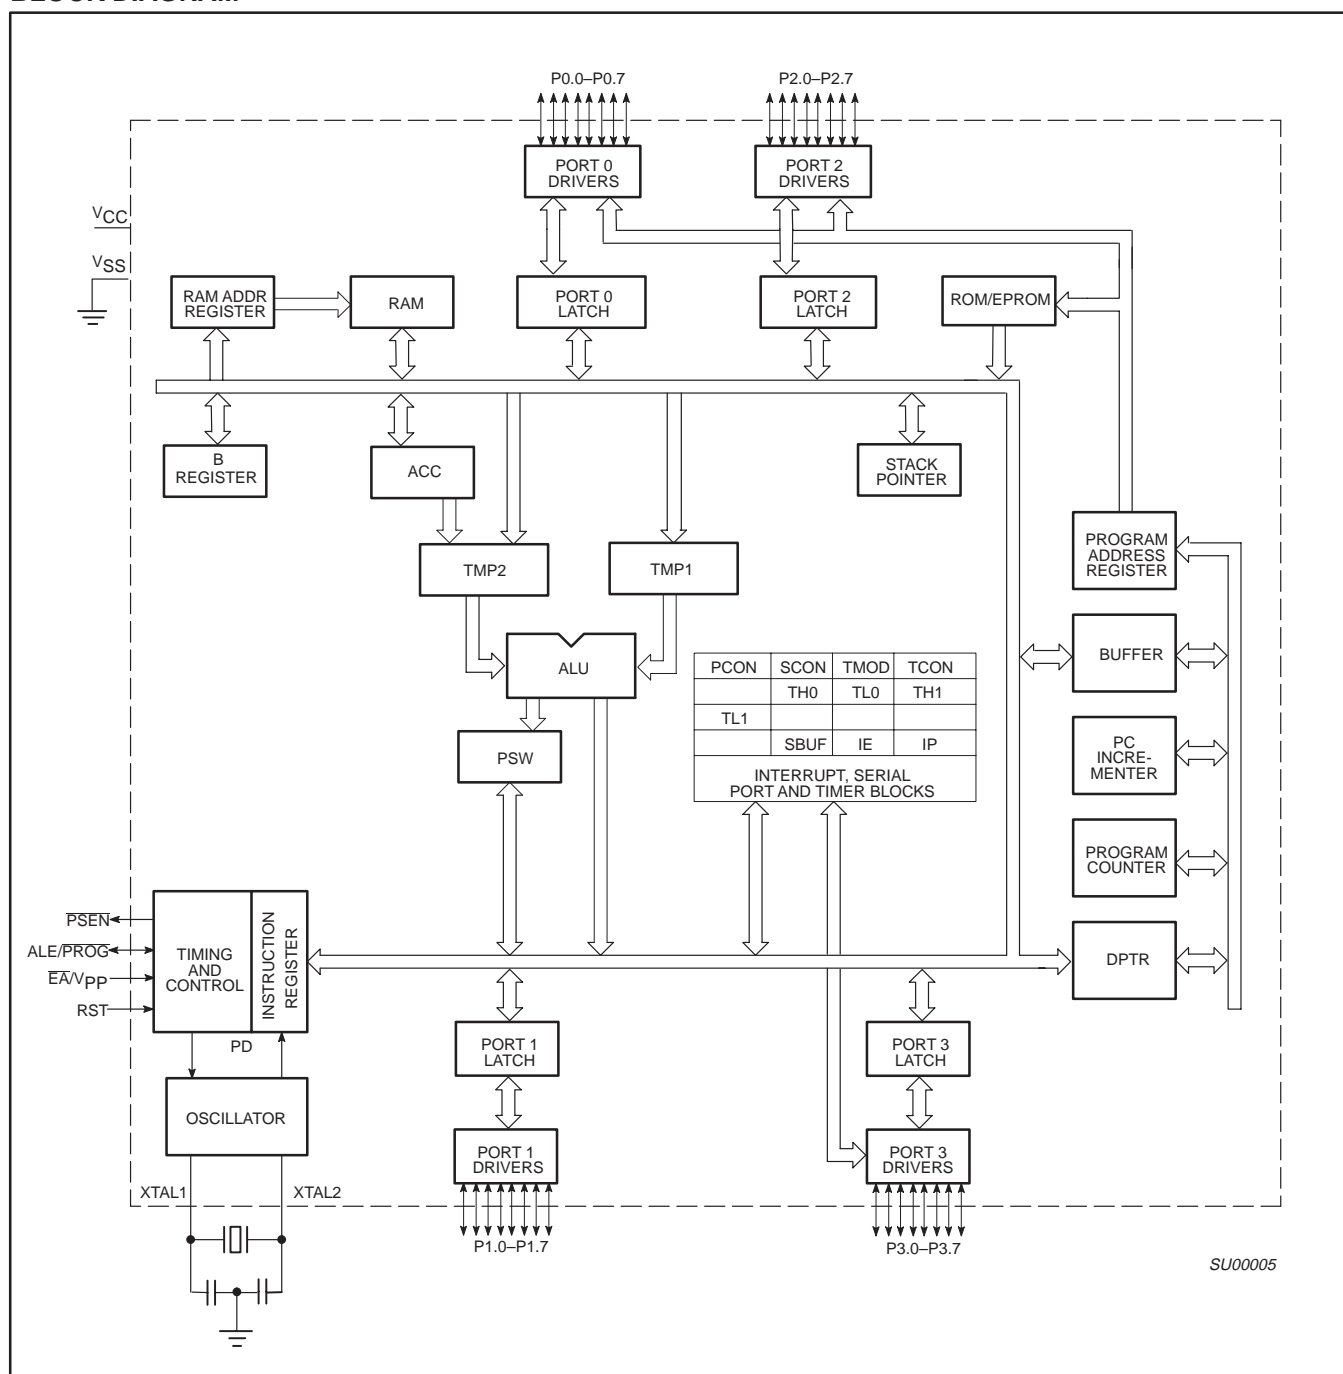 P0.0–P0.7
P2.0–P2.7
PORT 0
DRIVERS
PORT 2
DRIVERS
VCC
VSS
RAM ADDR
REGISTER
RAM
PORT 0
LATCH
PORT 2
LATCH
ROM/EPROM
B
REGISTER
ACC
STACK
POINTER
PROGRAM
ADDRESS
REGISTER
TMP2
TMP1
ALU
BUFFER
PCON SCON TMOD TCON
TH0 TL0 TH1
TL1
SBUF IE IP
INTERRUPT, SERIAL
PORT AND TIMER BLOCKS
PSW
PC
INCRE-
MENTER
PROGRAM
COUNTER
DPTR
PSEN
ALE/PROG
EA/VPP
RST
TIMING
AND
CONTROL
INSTRUCTION
REGISTER
PD
OSCILLATOR
PORT 1
LATCH
PORT 3
LATCH
PORT 1
DRIVERS
PORT 3
DRIVERS
XTAL1
XTAL2
P1.0–P1.7
P3.0–P3.7
SU00005